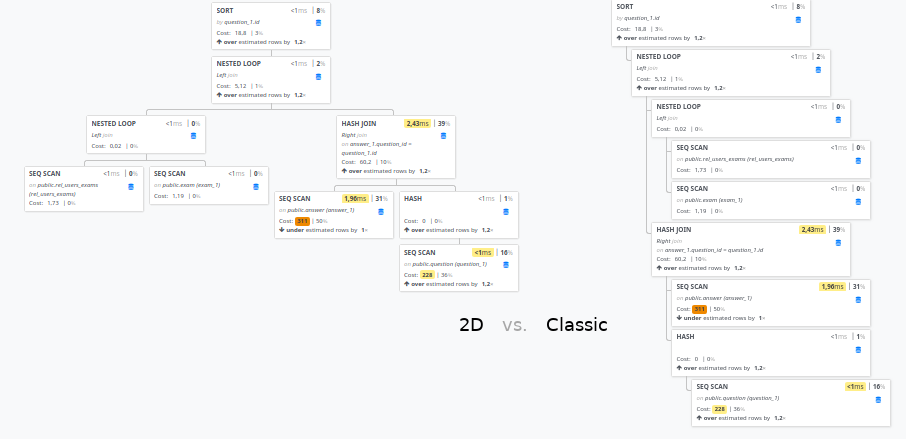 SORT <1ms | 8%
by question_1.id
Cost: 18.8 | 3%
over estimated rows by 1.2×
NESTED LOOP <1ms | 2%
Left join
Cost: 5.12 | 1%
over estimated rows by 1.2×
NESTED LOOP <1ms | 0%
Left join
Cost: 0.02 | 0%
HASH JOIN 2,43ms | 39%
Right join
on answer_1.question_id =
question_1.id
Cost: 60.2 | 10%
over estimated rows by 1.2×
SEQ SCAN <1ms | 0%
on public.rel_users_exams
(rel_users_exams)
Cost: 1.73 | 0%
SEQ SCAN <1ms | 0%
on public.exam (exam_1)
Cost: 1.19 | 0%
SEQ SCAN 1,96ms | 31%
on public.answer (answer_1)
Cost: 311 | 50%
under estimated rows by 1×
HASH <1ms | 1%
Cost: 0 | 0%
over estimated rows by 1.2×
SEQ SCAN <1ms | 16%
on public.question (question_1)
Cost: 228 | 36%
over estimated rows by 1.2×
2D vs. Classic
SORT <1ms | 8%
by question_1.id
Cost: 18.8 | 3%
over estimated rows by 1.2×
NESTED LOOP <1ms | 2%
Left join
Cost: 5.12 | 1%
over estimated rows by 1.2×
NESTED LOOP <1ms | 0%
Left join
Cost: 0.02 | 0%
SEQ SCAN <1ms | 0%
on public.rel_users_exams (rel_users_exams)
Cost: 1.73 | 0%
SEQ SCAN <1ms | 0%
on public.exam (exam_1)
Cost: 1.19 | 0%
HASH JOIN 2,43ms | 39%
Right join
on answer_1.question_id = question_1.id
Cost: 60.2 | 10%
over estimated rows by 1.2×
SEQ SCAN 1,96ms | 31%
on public.answer (answer_1)
Cost: 311 | 50%
under estimated rows by 1×
HASH <1ms | 1%
Cost: 0 | 0%
over estimated rows by 1.2×
SEQ SCAN <1ms | 16%
on public.question (question_1)
Cost: 228 | 36%
over estimated rows by 1.2×